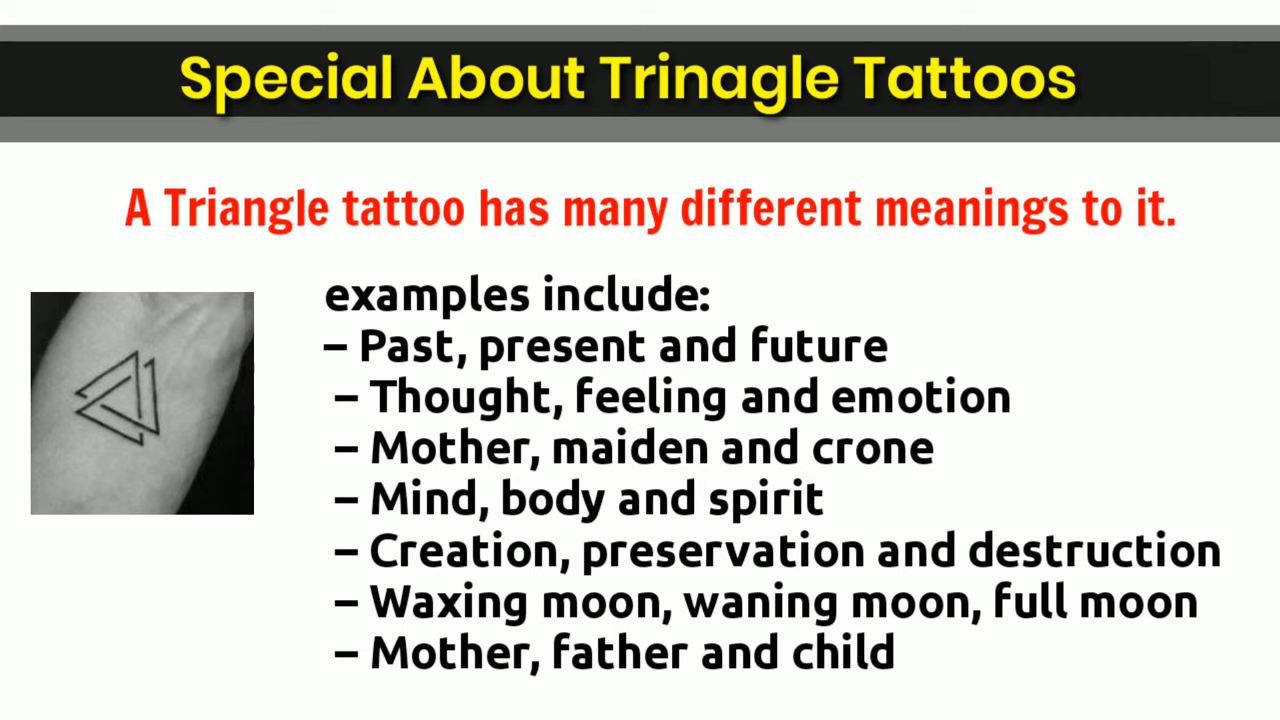 Special About Trinagle Tattoos
A Triangle tattoo has many different meanings to it.
examples include:
– Past, present and future
– Thought, feeling and emotion
– Mother, maiden and crone
– Mind, body and spirit
– Creation, preservation and destruction
– Waxing moon, waning moon, full moon
– Mother, father and child